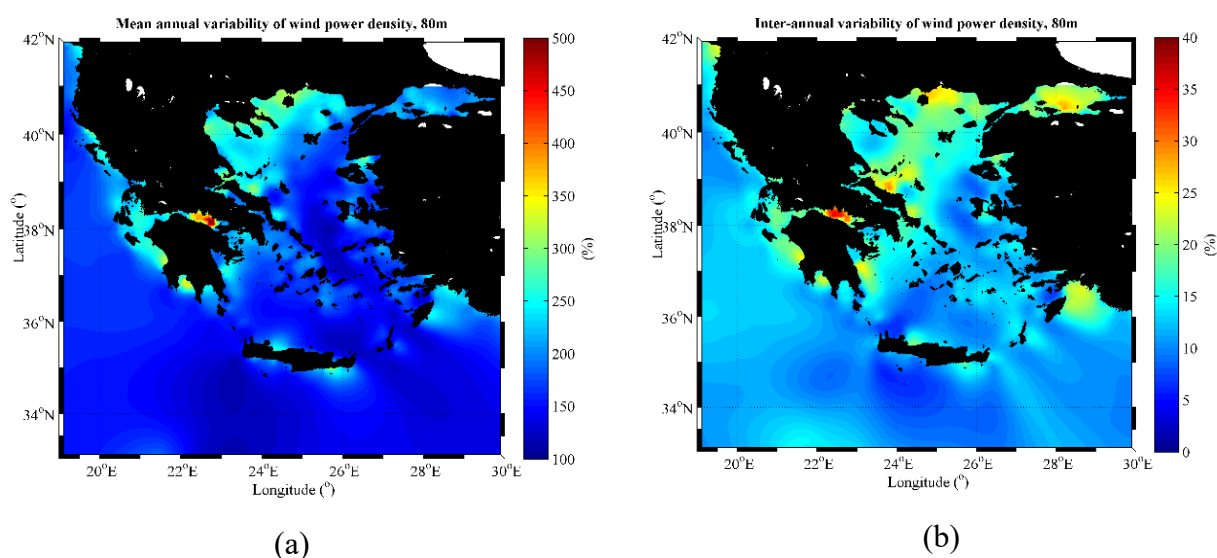 Mean annual variability of wind power density, 80m
42°N
40°N
38°N
36°N
34°N
Latitude (°)
20°E 22°E 24°E 26°E 28°E 30°E
Longitude (°)
500
450
400
350
300
250
200
150
100
(%)
(a)
Inter-annual variability of wind power density, 80m
42°N
40°N
38°N
36°N
34°N
Latitude (°)
20°E 22°E 24°E 26°E 28°E 30°E
Longitude (°)
40
35
30
25
20
15
10
5
0
(%)
(b)